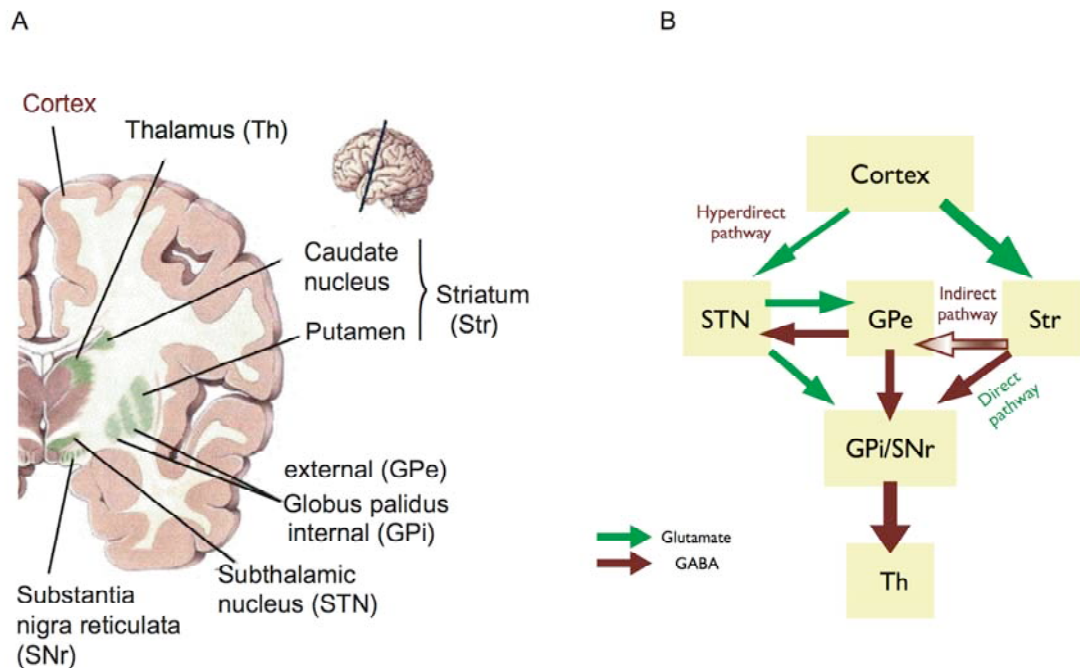 A
Cortex
Thalamus (Th)
Caudate
nucleus
Putamen
Striatum
(Str)
external (GPe)
Globus palidus
internal (GPi)
Subthalamic
nucleus (STN)
Substantia
nigra reticulata
(SNr)
B
Cortex
Hyperdirect
pathway
STN
GPe
Indirect
pathway
Str
Direct
pathway
GPi/SNr
Glutamate
GABA
Th